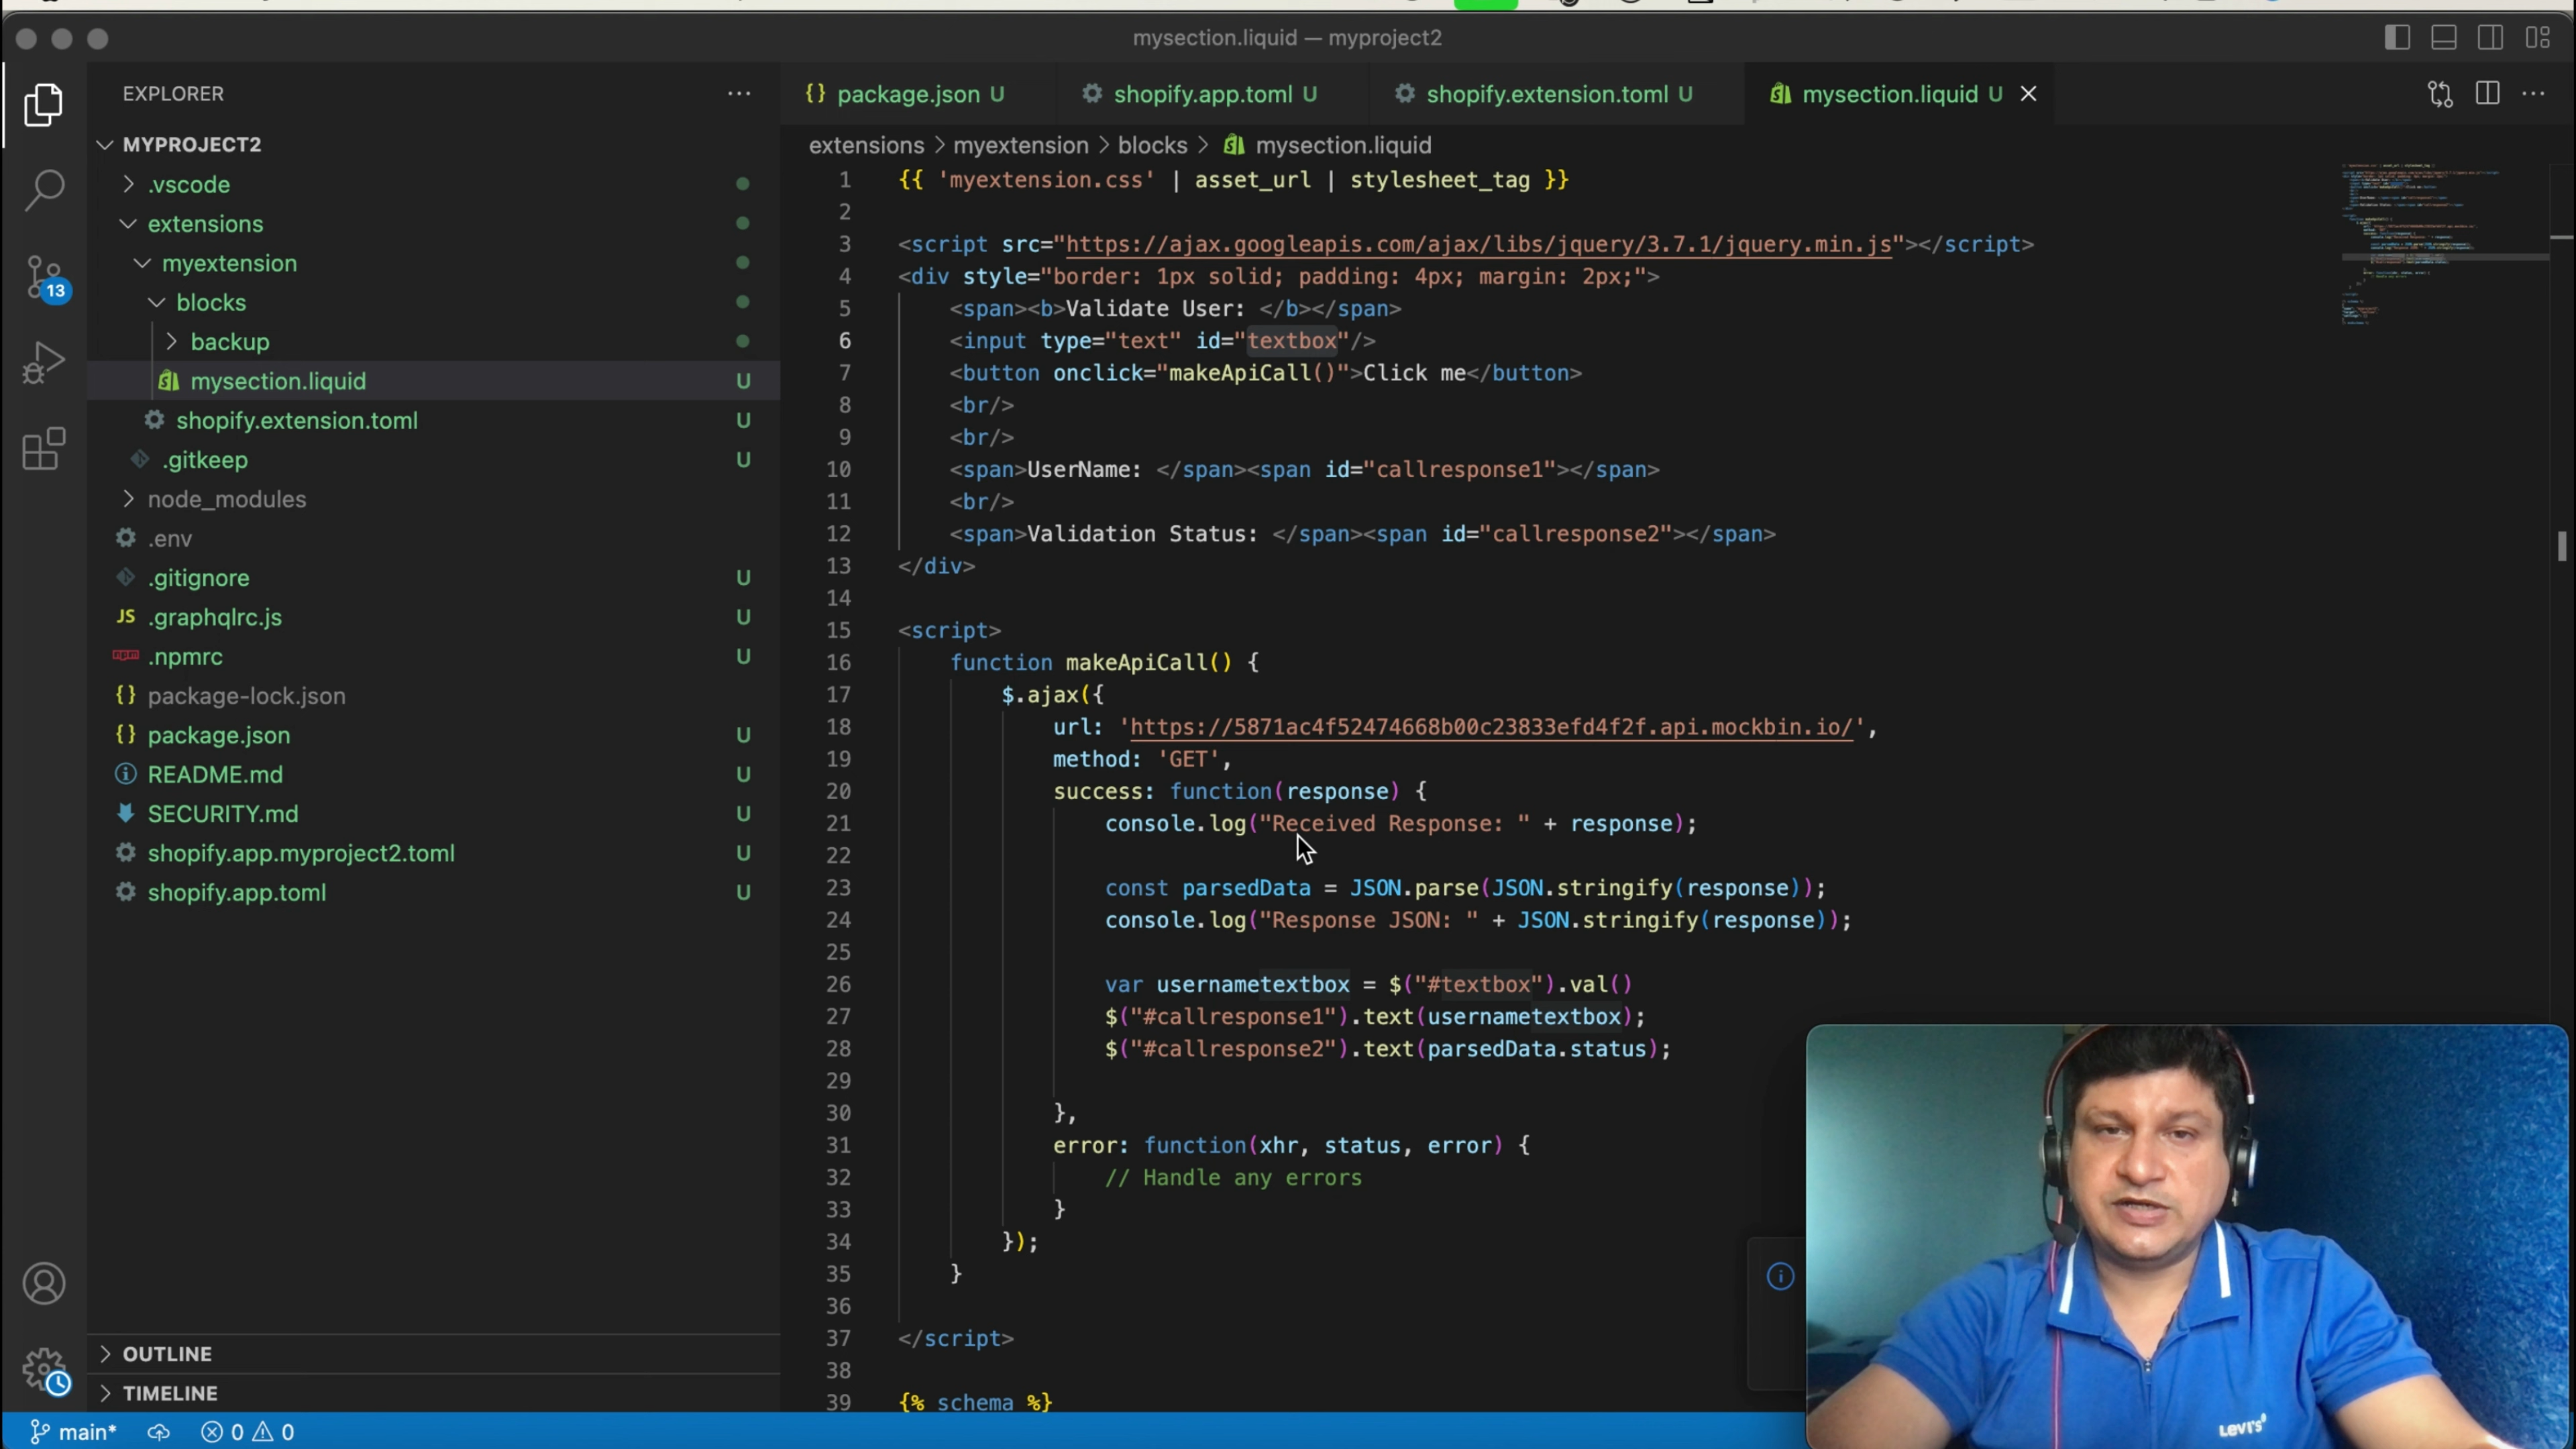 mysection.liquid — myproject2
EXPLORER
MYPROJECT2
.vscode
extensions
myextension
blocks
backup
mysection.liquid U
shopify.extension.toml U
.gitkeep U
node_modules
.env
.gitignore U
JS .graphqlrc.js U
npm .npmrc U
{} package-lock.json
{} package.json U
README.md U
SECURITY.md U
shopify.app.myproject2.toml U
shopify.app.toml U
OUTLINE
TIMELINE
13
main* 0 0
{} package.json U shopify.app.toml U shopify.extension.toml U mysection.liquid U
extensions > myextension > blocks > mysection.liquid
1 {{ 'myextension.css' | asset_url | stylesheet_tag }}
2
3 <script src="https://ajax.googleapis.com/ajax/libs/jquery/3.7.1/jquery.min.js"></script>
4 <div style="border: 1px solid; padding: 4px; margin: 2px;">
5 <span><b>Validate User: </b></span>
6 <input type="text" id="textbox"/>
7 <button onclick="makeApiCall()">Click me</button>
8 <br/>
9 <br/>
10 <span>UserName: </span><span id="callresponse1"></span>
11 <br/>
12 <span>Validation Status: </span><span id="callresponse2"></span>
13 </div>
14
15 <script>
16 function makeApiCall() {
17 $.ajax({
18 url: 'https://5871ac4f52474668b00c23833efd4f2f.api.mockbin.io/',
19 method: 'GET',
20 success: function(response) {
21 console.log("Received Response: " + response);
22
23 const parsedData = JSON.parse(JSON.stringify(response));
24 console.log("Response JSON: " + JSON.stringify(response));
25
26 var usernametextbox = $("#textbox").val()
27 $("#callresponse1").text(usernametextbox);
28 $("#callresponse2").text(parsedData.status);
29
30 },
31 error: function(xhr, status, error) {
32 // Handle any errors
33 }
34 });
35 }
36
37 </script>
38
39 {% schema %}
Levi's